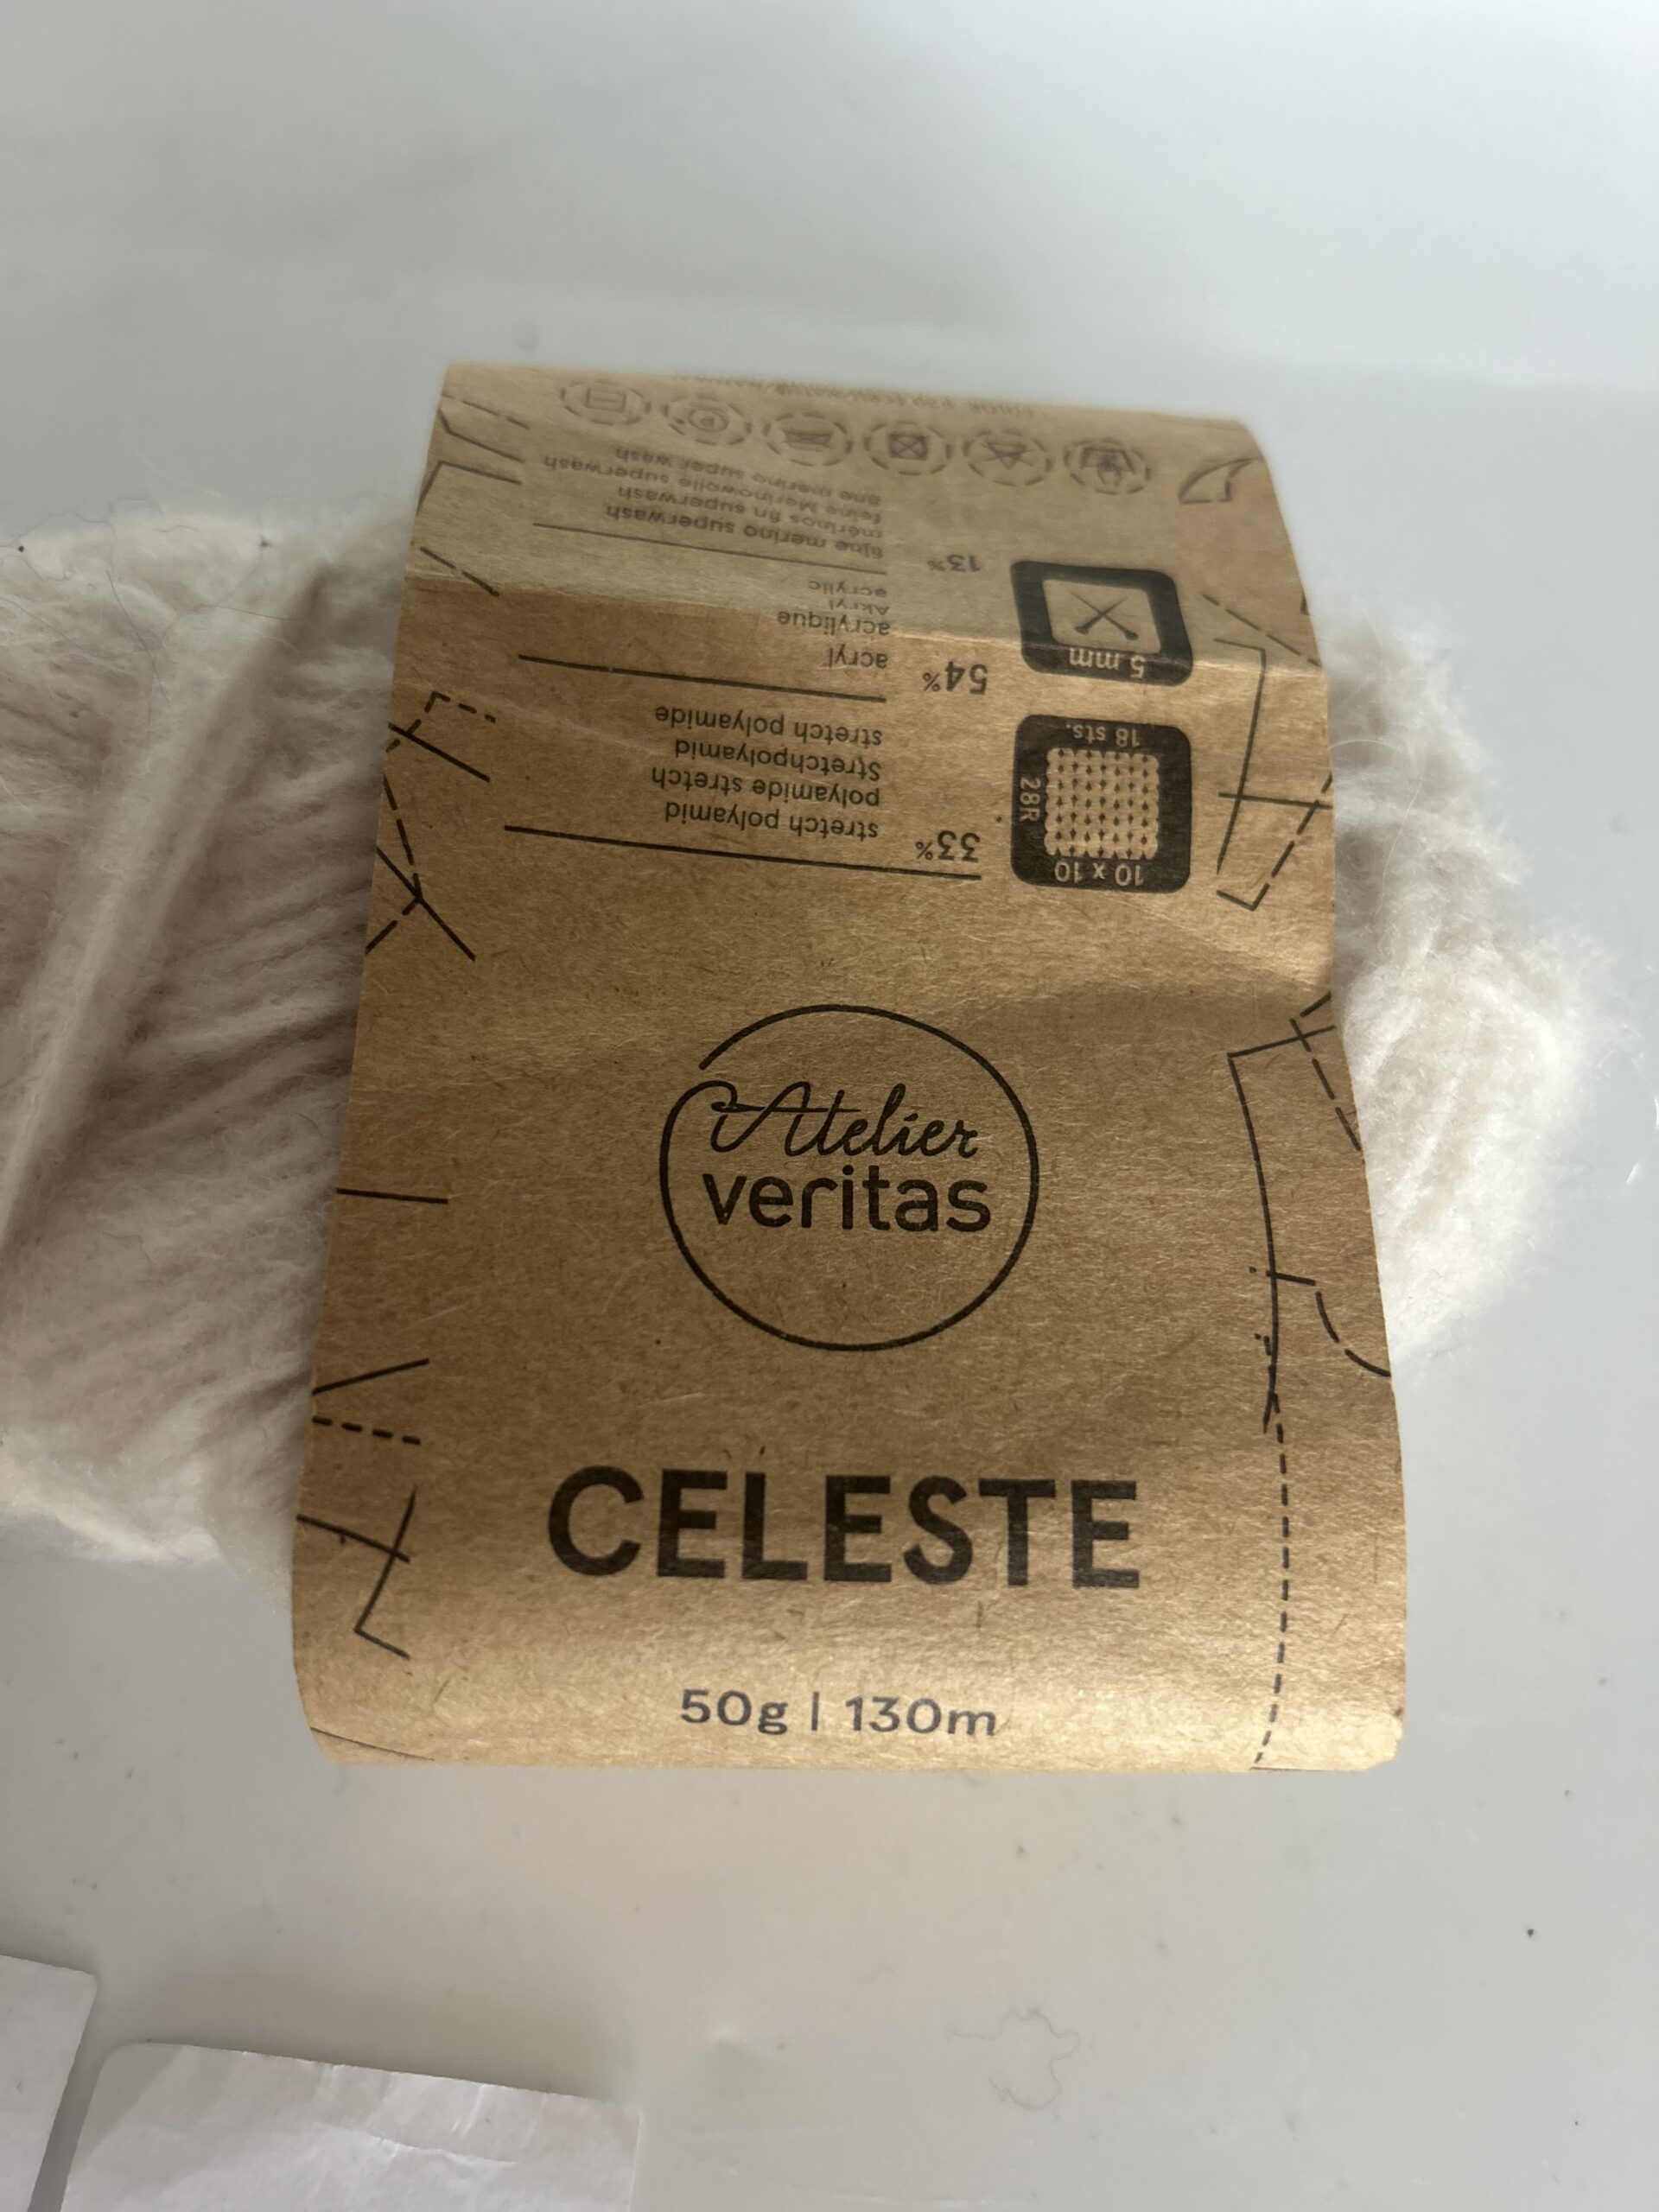 Atelier
veritas
CELESTE
50g | 130m
10 x 10
28R
18 sts.
5 mm
33%
stretch polyamid
polyamide stretch
Stretchpolyamid
stretch polyamide
54%
acryl
acrylique
Akryl
acrylic
13%
fijne merino superwash
mérinos fin superwash
feine Merinowolle superwash
fine merino super wash